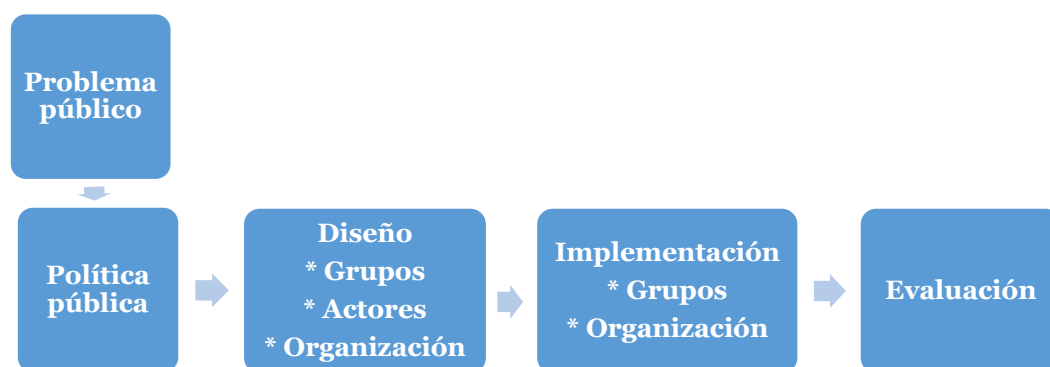 Problema
público
Política
pública
Diseño
* Grupos
* Actores
* Organización
Implementación
* Grupos
* Organización
Evaluación